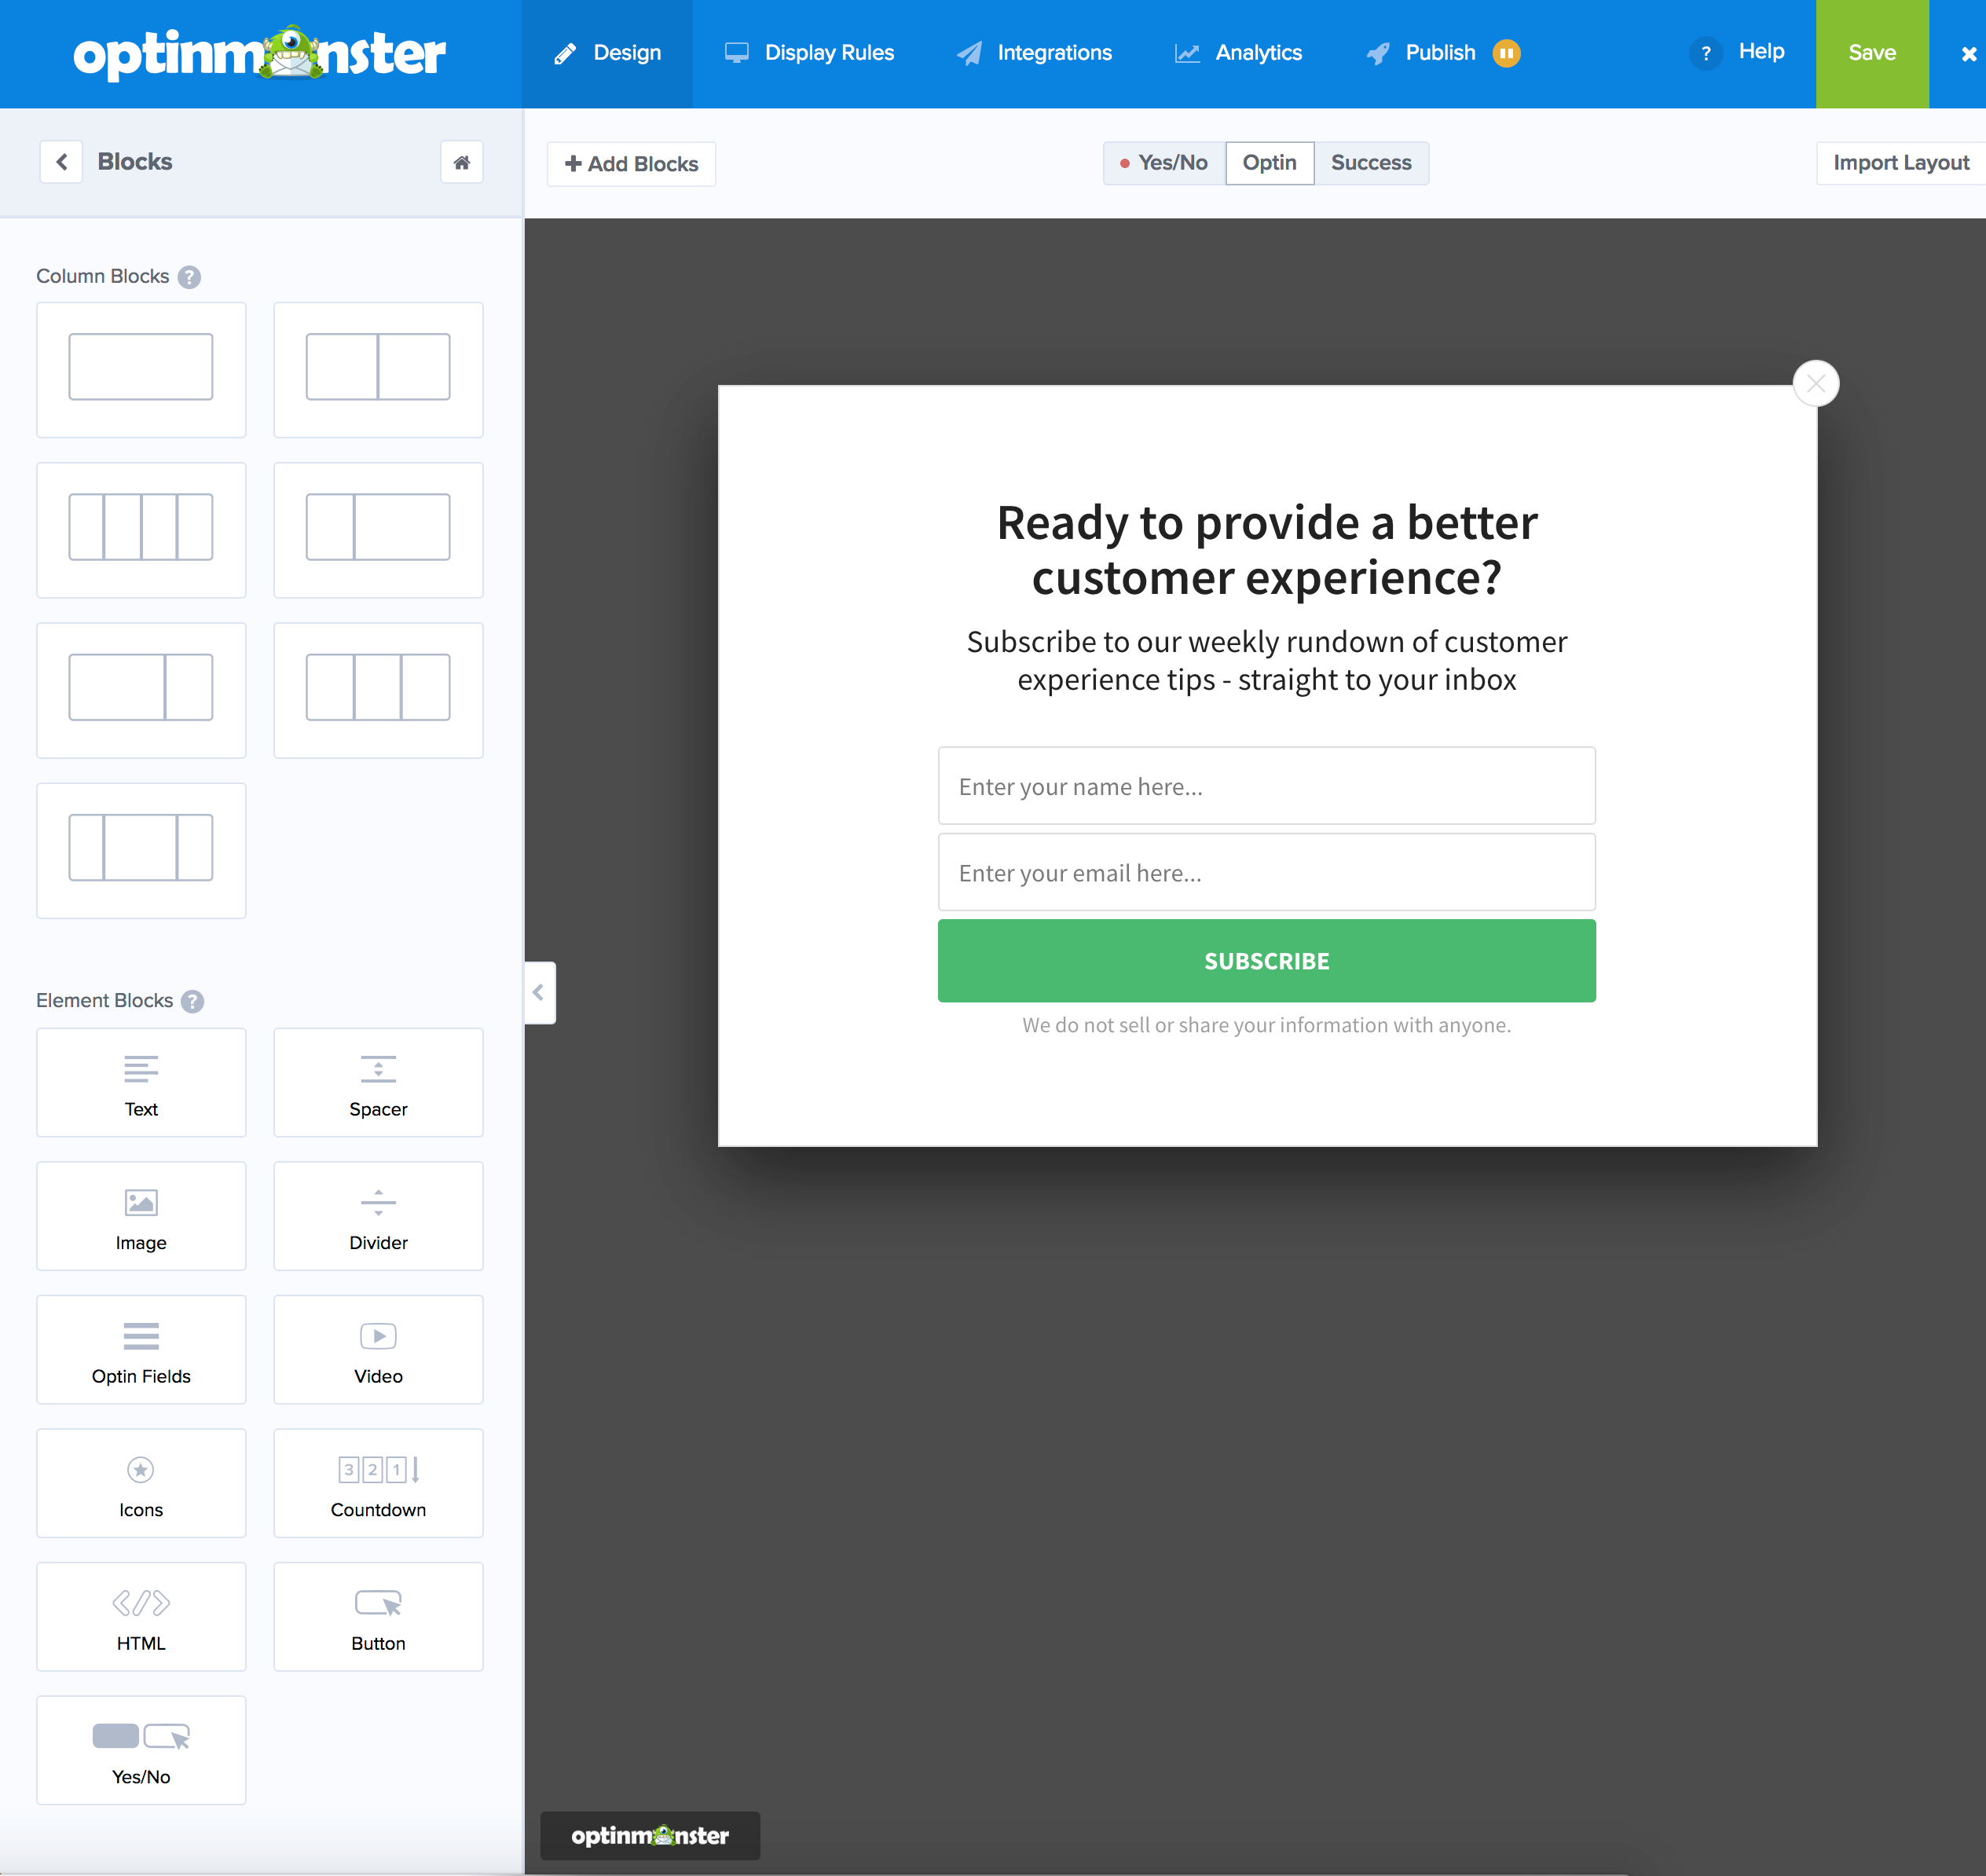 optinmonster
Design
Display Rules
Integrations
Analytics
Publish
? Help
Save
Blocks
Add Blocks
Yes/No
Optin
Success
Import Layout
Column Blocks ?
Ready to provide a better
customer experience?
Subscribe to our weekly rundown of customer
experience tips - straight to your inbox
Enter your name here...
Enter your email here...
SUBSCRIBE
We do not sell or share your information with anyone.
Element Blocks ?
Text
Spacer
Image
Divider
Optin Fields
Video
Icons
3 2 1
Countdown
HTML
Button
Yes/No
optinmonster